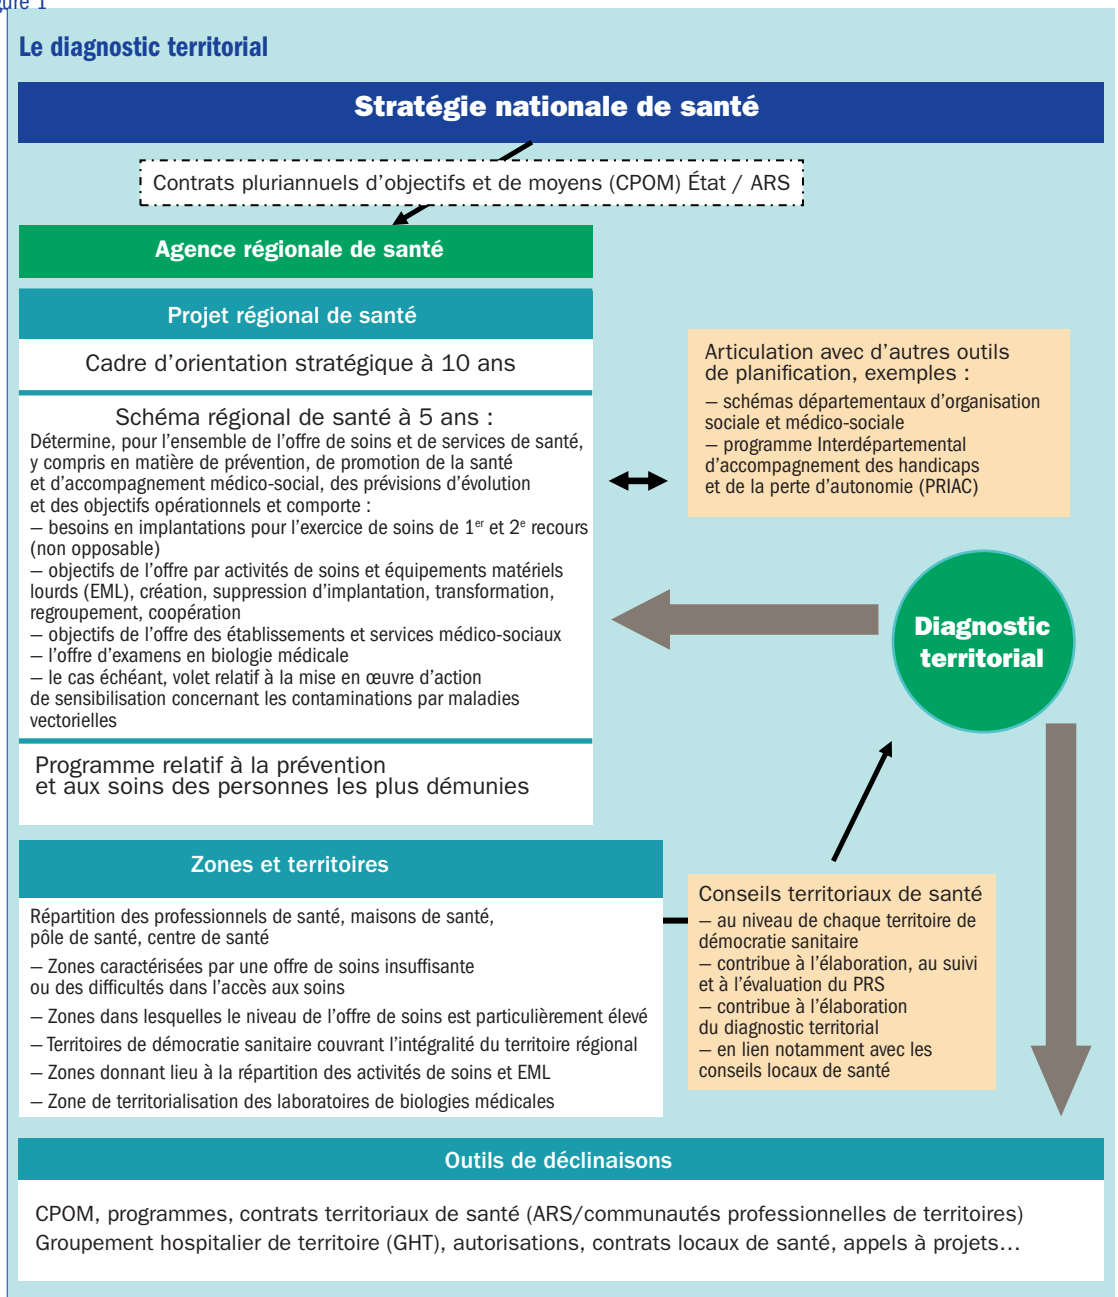 gure 1
Le diagnostic territorial
Stratégie nationale de santé
Contrats pluriannuels d’objectifs et de moyens (CPOM) État / ARS
Agence régionale de santé
Projet régional de santé
Cadre d’orientation stratégique à 10 ans
Schéma régional de santé à 5 ans :
Détermine, pour l’ensemble de l’offre de soins et de services de santé,
y compris en matière de prévention, de promotion de la santé
et d’accompagnement médico-social, des prévisions d’évolution
et des objectifs opérationnels et comporte :
— besoins en implantations pour l’exercice de soins de 1er et 2e recours
(non opposable)
— objectifs de l’offre par activités de soins et équipements matériels
lourds (EML), création, suppression d’implantation, transformation,
regroupement, coopération
— objectifs de l’offre des établissements et services médico-sociaux
— l’offre d’examens en biologie médicale
— le cas échéant, volet relatif à la mise en œuvre d’action
de sensibilisation concernant les contaminations par maladies
vectorielles
Programme relatif à la prévention
et aux soins des personnes les plus démunies
Articulation avec d’autres outils
de planification, exemples :
— schémas départementaux d’organisation
sociale et médico-sociale
— programme Interdépartemental
d’accompagnement des handicaps
et de la perte d’autonomie (PRIAC)
Diagnostic
territorial
Zones et territoires
Répartition des professionnels de santé, maisons de santé,
pôle de santé, centre de santé
— Zones caractérisées par une offre de soins insuffisante
ou des difficultés dans l’accès aux soins
— Zones dans lesquelles le niveau de l’offre de soins est particulièrement élevé
— Territoires de démocratie sanitaire couvrant l’intégralité du territoire régional
— Zones donnant lieu à la répartition des activités de soins et EML
— Zone de territorialisation des laboratoires de biologies médicales
Conseils territoriaux de santé
— au niveau de chaque territoire de
démocratie sanitaire
— contribue à l’élaboration, au suivi
et à l’évaluation du PRS
— contribue à l’élaboration
du diagnostic territorial
— en lien notamment avec les
conseils locaux de santé
Outils de déclinaisons
CPOM, programmes, contrats territoriaux de santé (ARS/communautés professionnelles de territoires)
Groupement hospitalier de territoire (GHT), autorisations, contrats locaux de santé, appels à projets…